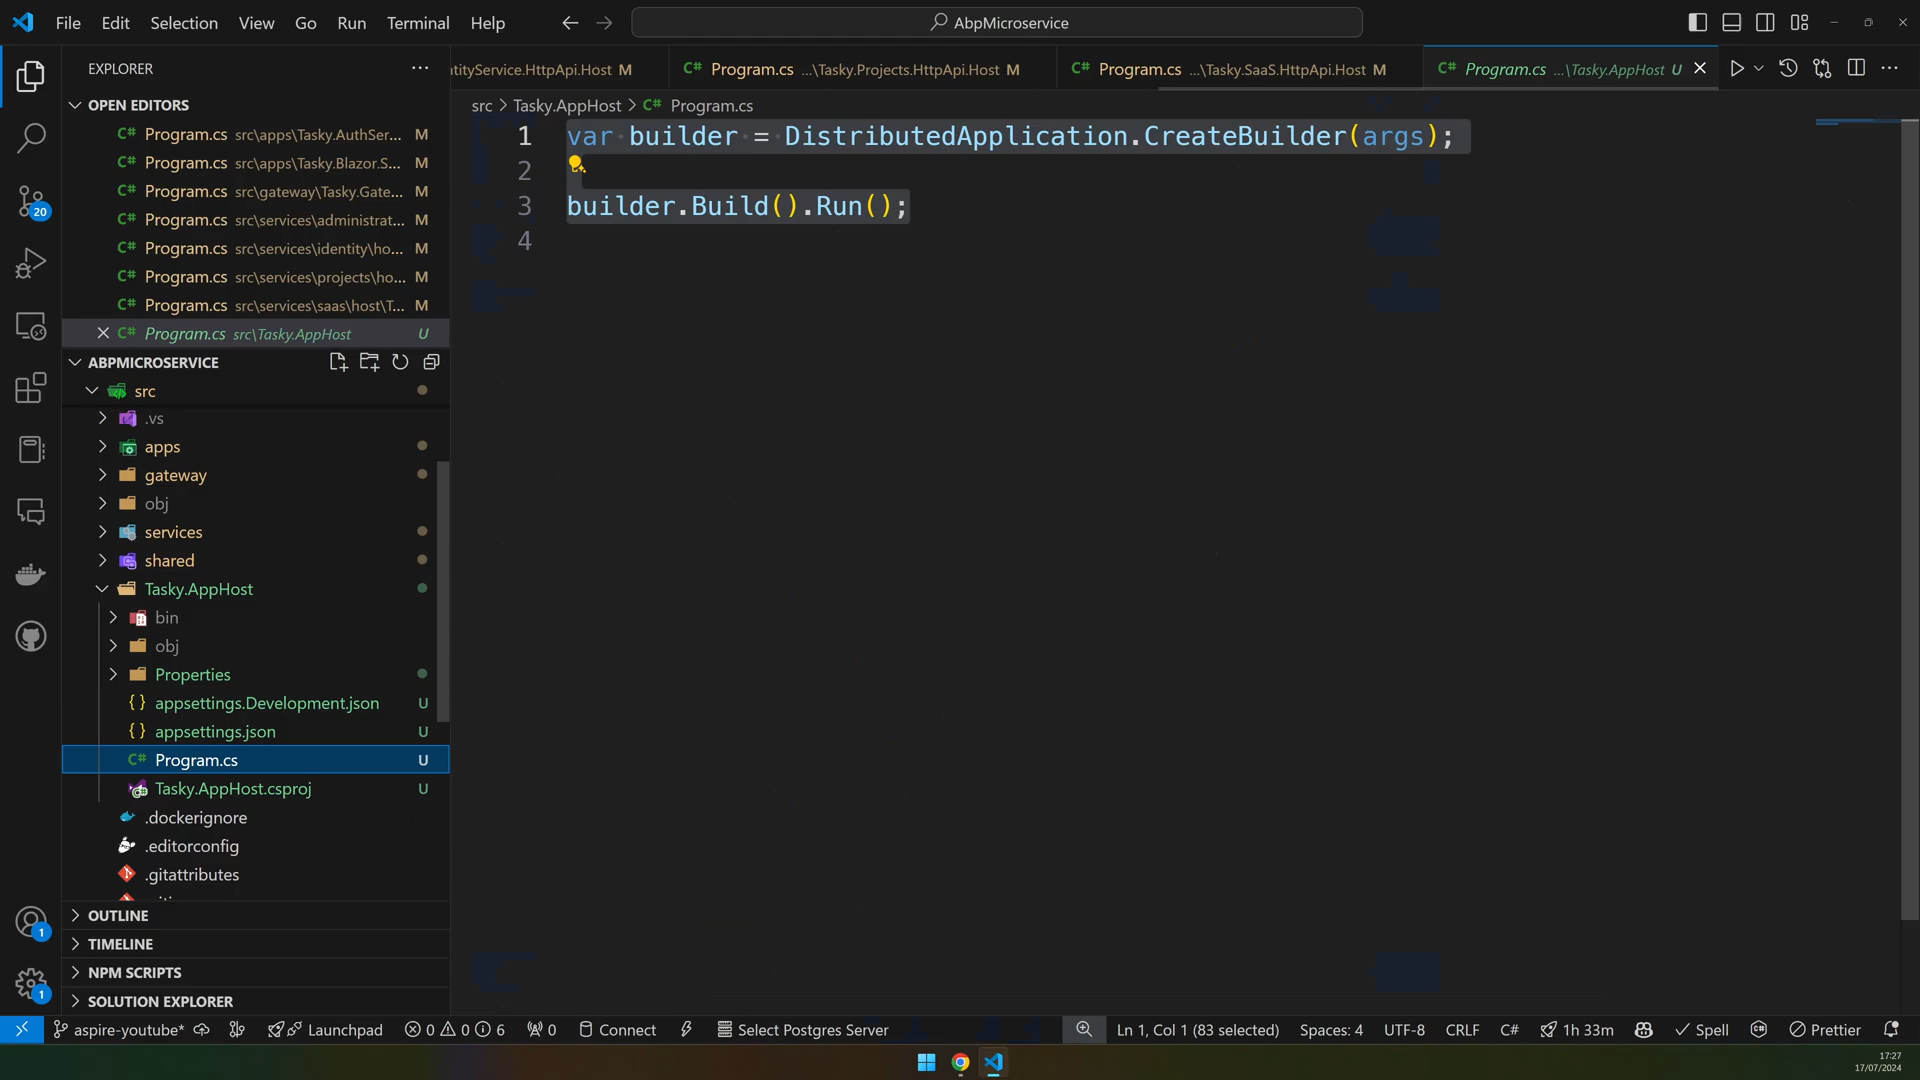 File Edit Selection View Go Run Terminal Help
AbpMicroservice
EXPLORER
tityService.HttpApi.Host M
C# Program.cs ...\Tasky.Projects.HttpApi.Host M
C# Program.cs ...\Tasky.SaaS.HttpApi.Host M
C# Program.cs ...\Tasky.AppHost U
OPEN EDITORS
C# Program.cs src\apps\Tasky.AuthSer... M
C# Program.cs src\apps\Tasky.Blazor.S... M
C# Program.cs src\gateway\Tasky.Gate... M
C# Program.cs src\services\administrat... M
C# Program.cs src\services\identity\ho... M
C# Program.cs src\services\projects\ho... M
C# Program.cs src\services\saas\host\T... M
C# Program.cs src\Tasky.AppHost U
src > Tasky.AppHost > C# Program.cs
1 var builder = DistributedApplication.CreateBuilder(args);
2
3 builder.Build().Run();
4
ABPMICROSERVICE
src
.vs
apps
gateway
obj
services
shared
Tasky.AppHost
bin
obj
Properties
{} appsettings.Development.json U
{} appsettings.json U
C# Program.cs U
Tasky.AppHost.csproj U
.dockerignore
.editorconfig
.gitattributes
OUTLINE
TIMELINE
NPM SCRIPTS
SOLUTION EXPLORER
20
1
1
aspire-youtube* Launchpad 0 0 6 0 Connect Select Postgres Server Ln 1, Col 1 (83 selected) Spaces: 4 UTF-8 CRLF C# 1h 33m Spell Prettier
17:27
17/07/2024